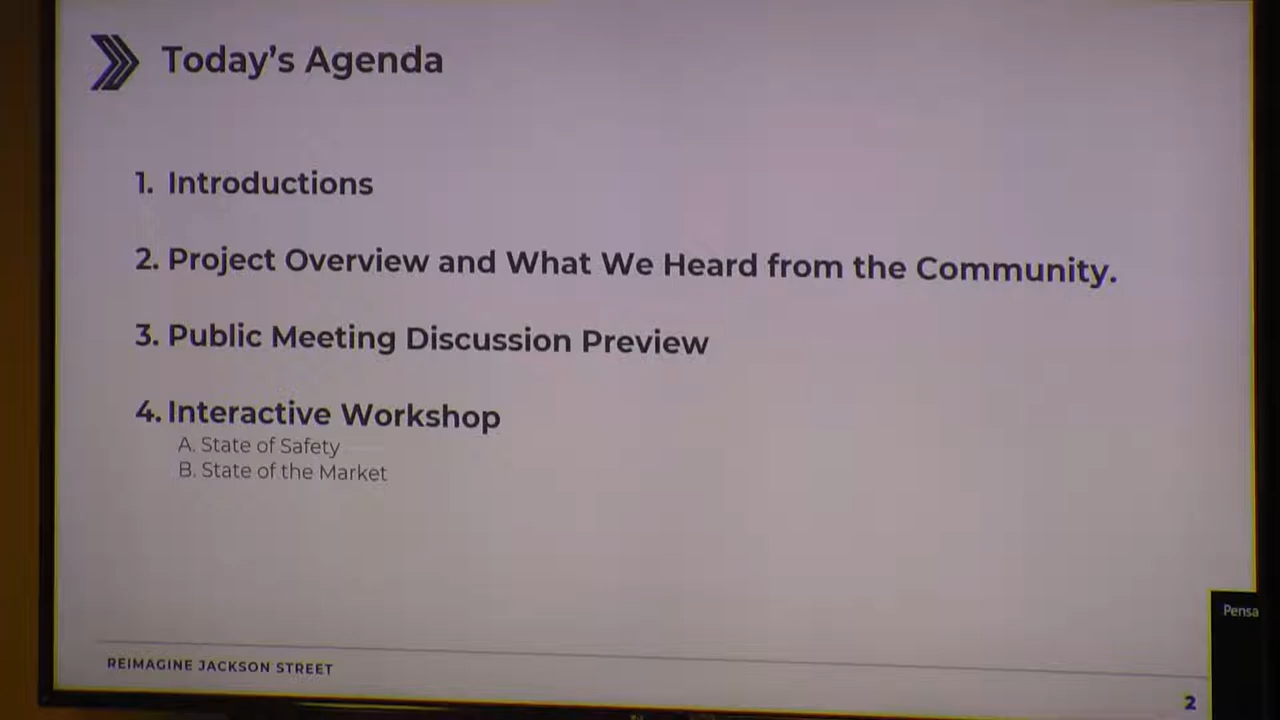 Today's Agenda
1. Introductions
2. Project Overview and What We Heard from the Community.
3. Public Meeting Discussion Preview
4. Interactive Workshop
A. State of Safety
B. State of the Market
Pensa
REIMAGINE JACKSON STREET
2